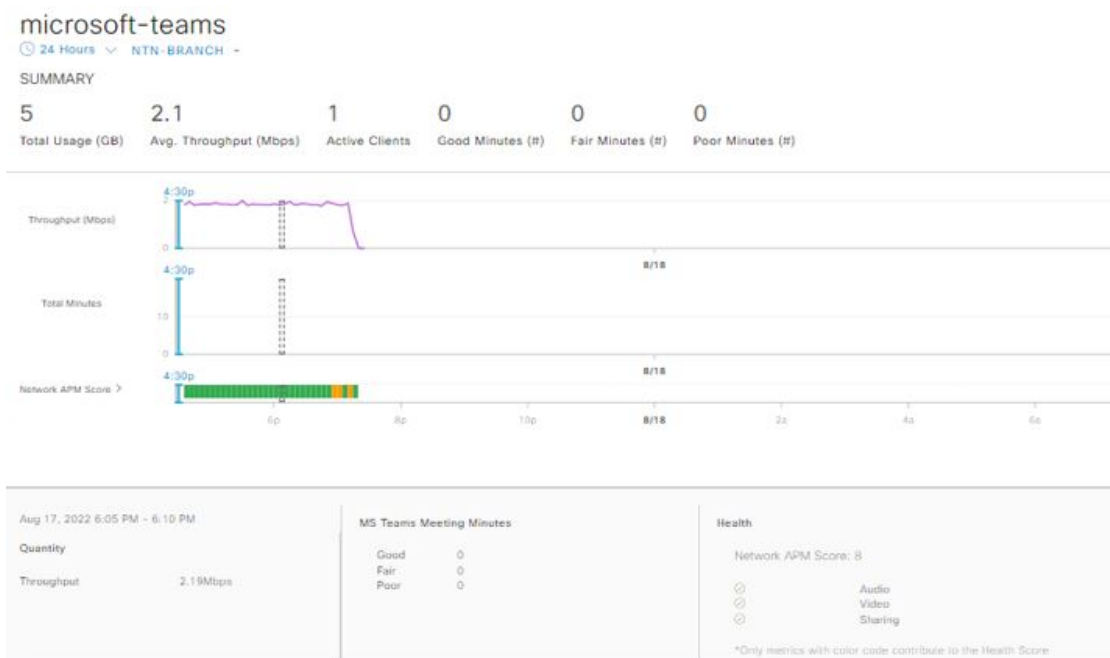 microsoft-teams
24 Hours NTN-BRANCH -
SUMMARY
5 2.1 1 0 0 0
Total Usage (GB) Avg. Throughput (Mbps) Active Clients Good Minutes (#) Fair Minutes (#) Poor Minutes (#)
4:30p
Throughput (Mbps)
0
8/18
4:30p
Total Minutes
10
0
8/18
4:30p
Network APM Score >
6p 8p 10p 8/18 2a 4a 6a
Aug 17, 2022 6:05 PM - 6:10 PM
Quantity
Throughput 2.19Mbps
MS Teams Meeting Minutes
Good 0
Fair 0
Poor 0
Health
Network APM Score: 8
Audio
Video
Sharing
*Only metrics with color code contribute to the Health Score